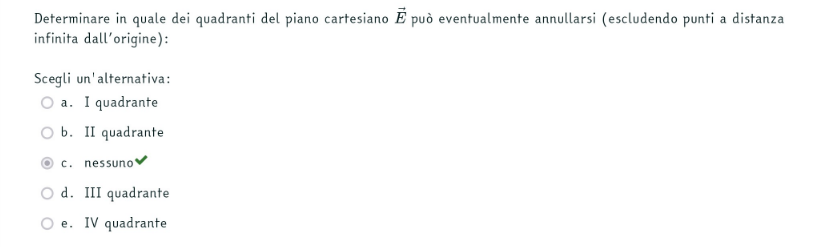 Determinare in quale dei quadranti del piano cartesiano $\vec{E}$ può eventualmente annullarsi (escludendo punti a distanza
infinita dall'origine):
Scegli un'alternativa:
a. I quadrante
b. II quadrante
c. nessuno✔
d. III quadrante
e. IV quadrante